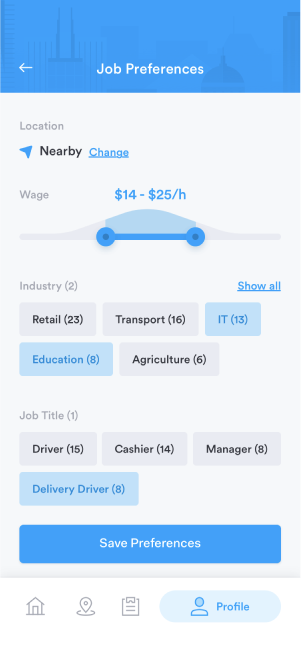 Job Preferences
Location
Nearby Change
Wage $14 - $25/h
Industry (2) Show all
Retail (23) Transport (16) IT (13)
Education (8) Agriculture (6)
Job Title (1)
Driver (15) Cashier (14) Manager (8)
Delivery Driver (8)
Save Preferences
Profile